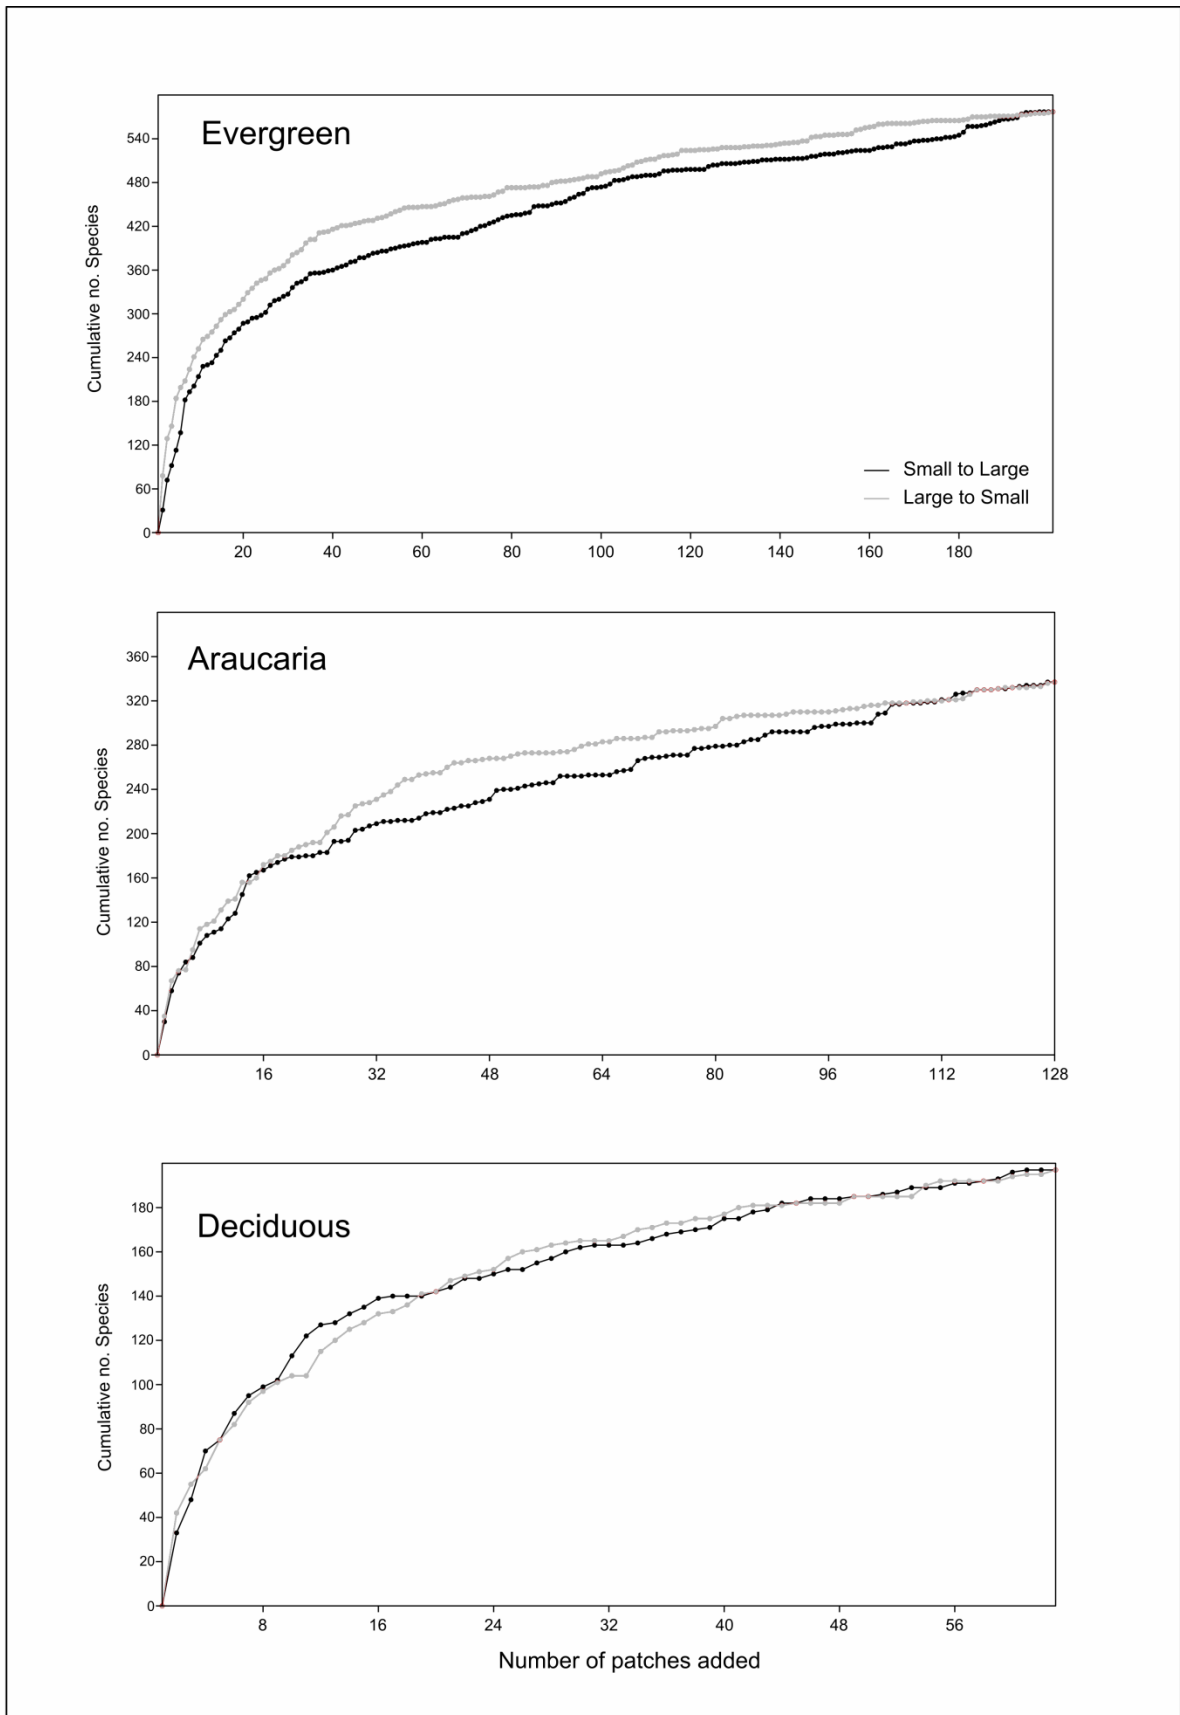 Evergreen
Cumulative no. Species
540
480
420
360
300
240
180
120
60
0
Small to Large
Large to Small
20 40 60 80 100 120 140 160 180
Araucaria
Cumulative no. Species
360
320
280
240
200
160
120
80
40
0
16 32 48 64 80 96 112 128
Deciduous
Cumulative no. Species
180
160
140
120
100
80
60
40
20
0
8 16 24 32 40 48 56
Number of patches added